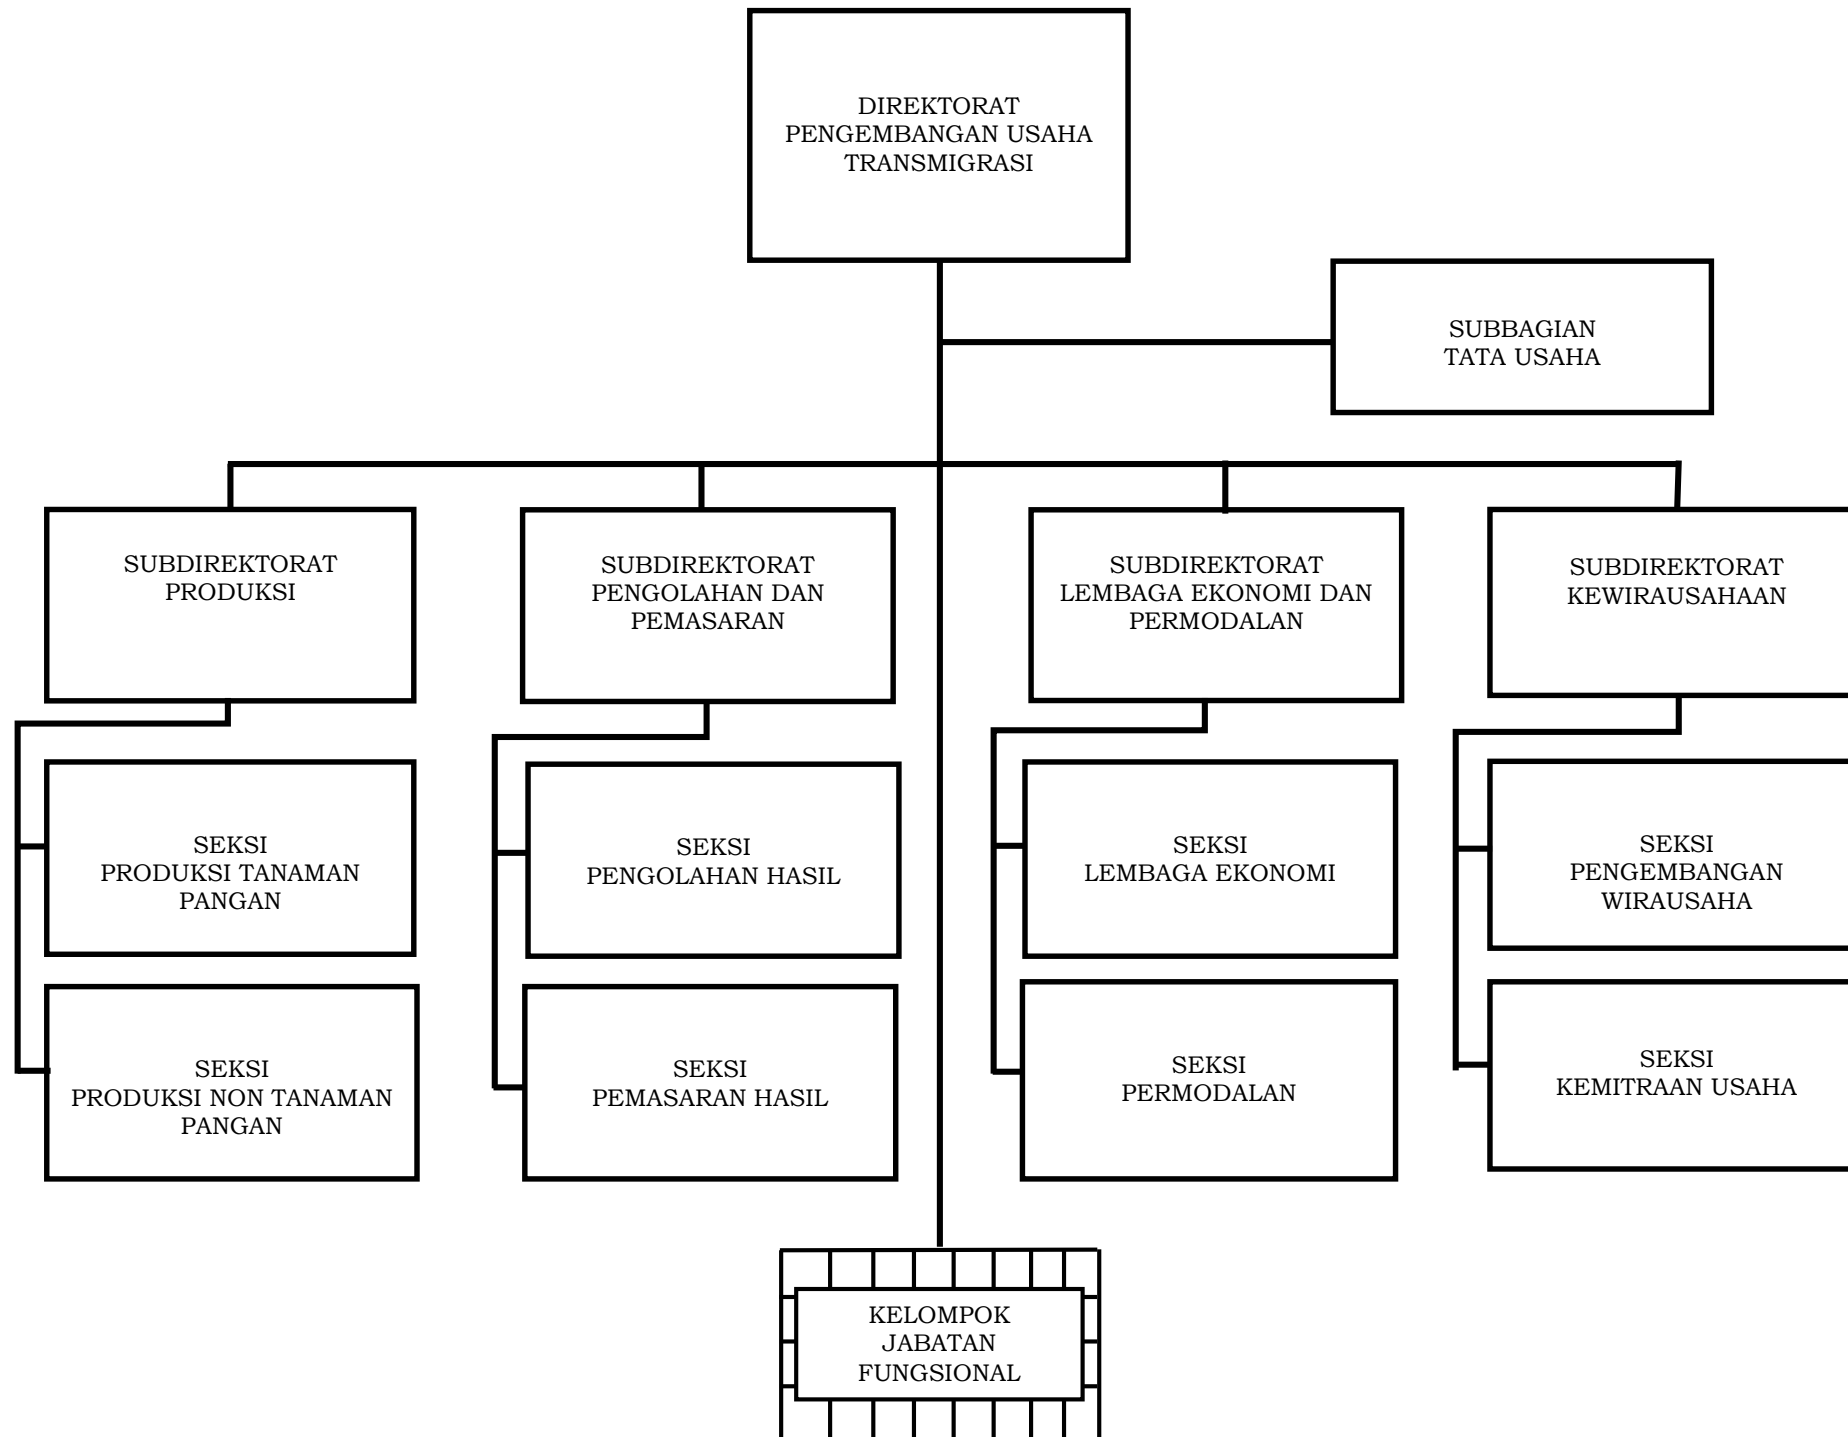 DIREKTORAT
PENGEMBANGAN USAHA
TRANSMIGRASI
SUBBAGIAN
TATA USAHA
SUBDIREKTORAT
PRODUKSI
SUBDIREKTORAT
PENGOLAHAN DAN
PEMASARAN
SUBDIREKTORAT
LEMBAGA EKONOMI DAN
PERMODALAN
SUBDIREKTORAT
KEWIRAUSAHAAN
SEKSI
PRODUKSI TANAMAN
PANGAN
SEKSI
PENGOLAHAN HASIL
SEKSI
LEMBAGA EKONOMI
SEKSI
PENGEMBANGAN
WIRAUSAHA
SEKSI
PRODUKSI NON TANAMAN
PANGAN
SEKSI
PEMASARAN HASIL
SEKSI
PERMODALAN
SEKSI
KEMITRAAN USAHA
KELOMPOK
JABATAN
FUNGSIONAL